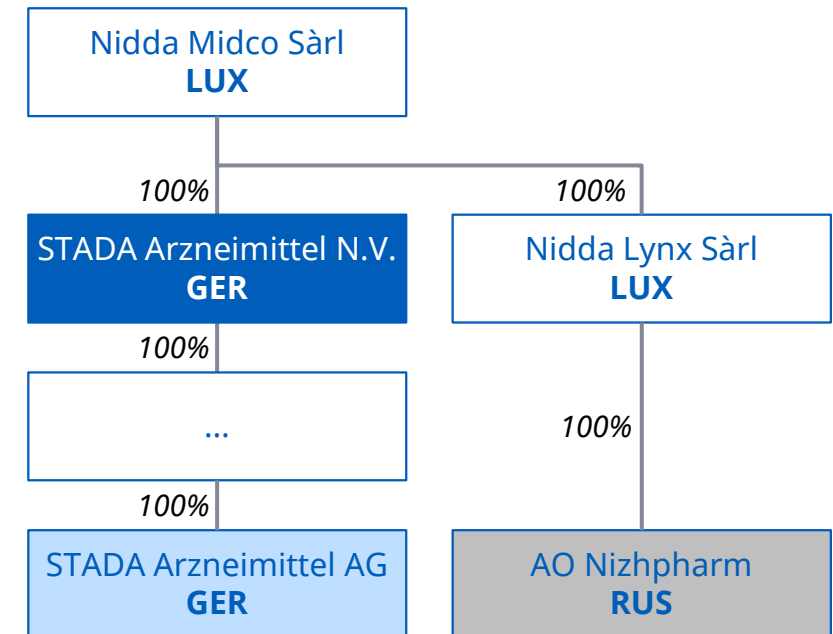 Nidda Midco Sàrl
LUX
100%
100%
STADA Arzneimittel N.V.
GER
Nidda Lynx Sàrl
LUX
100%
...
100%
100%
STADA Arzneimittel AG
GER
AO Nizhpharm
RUS